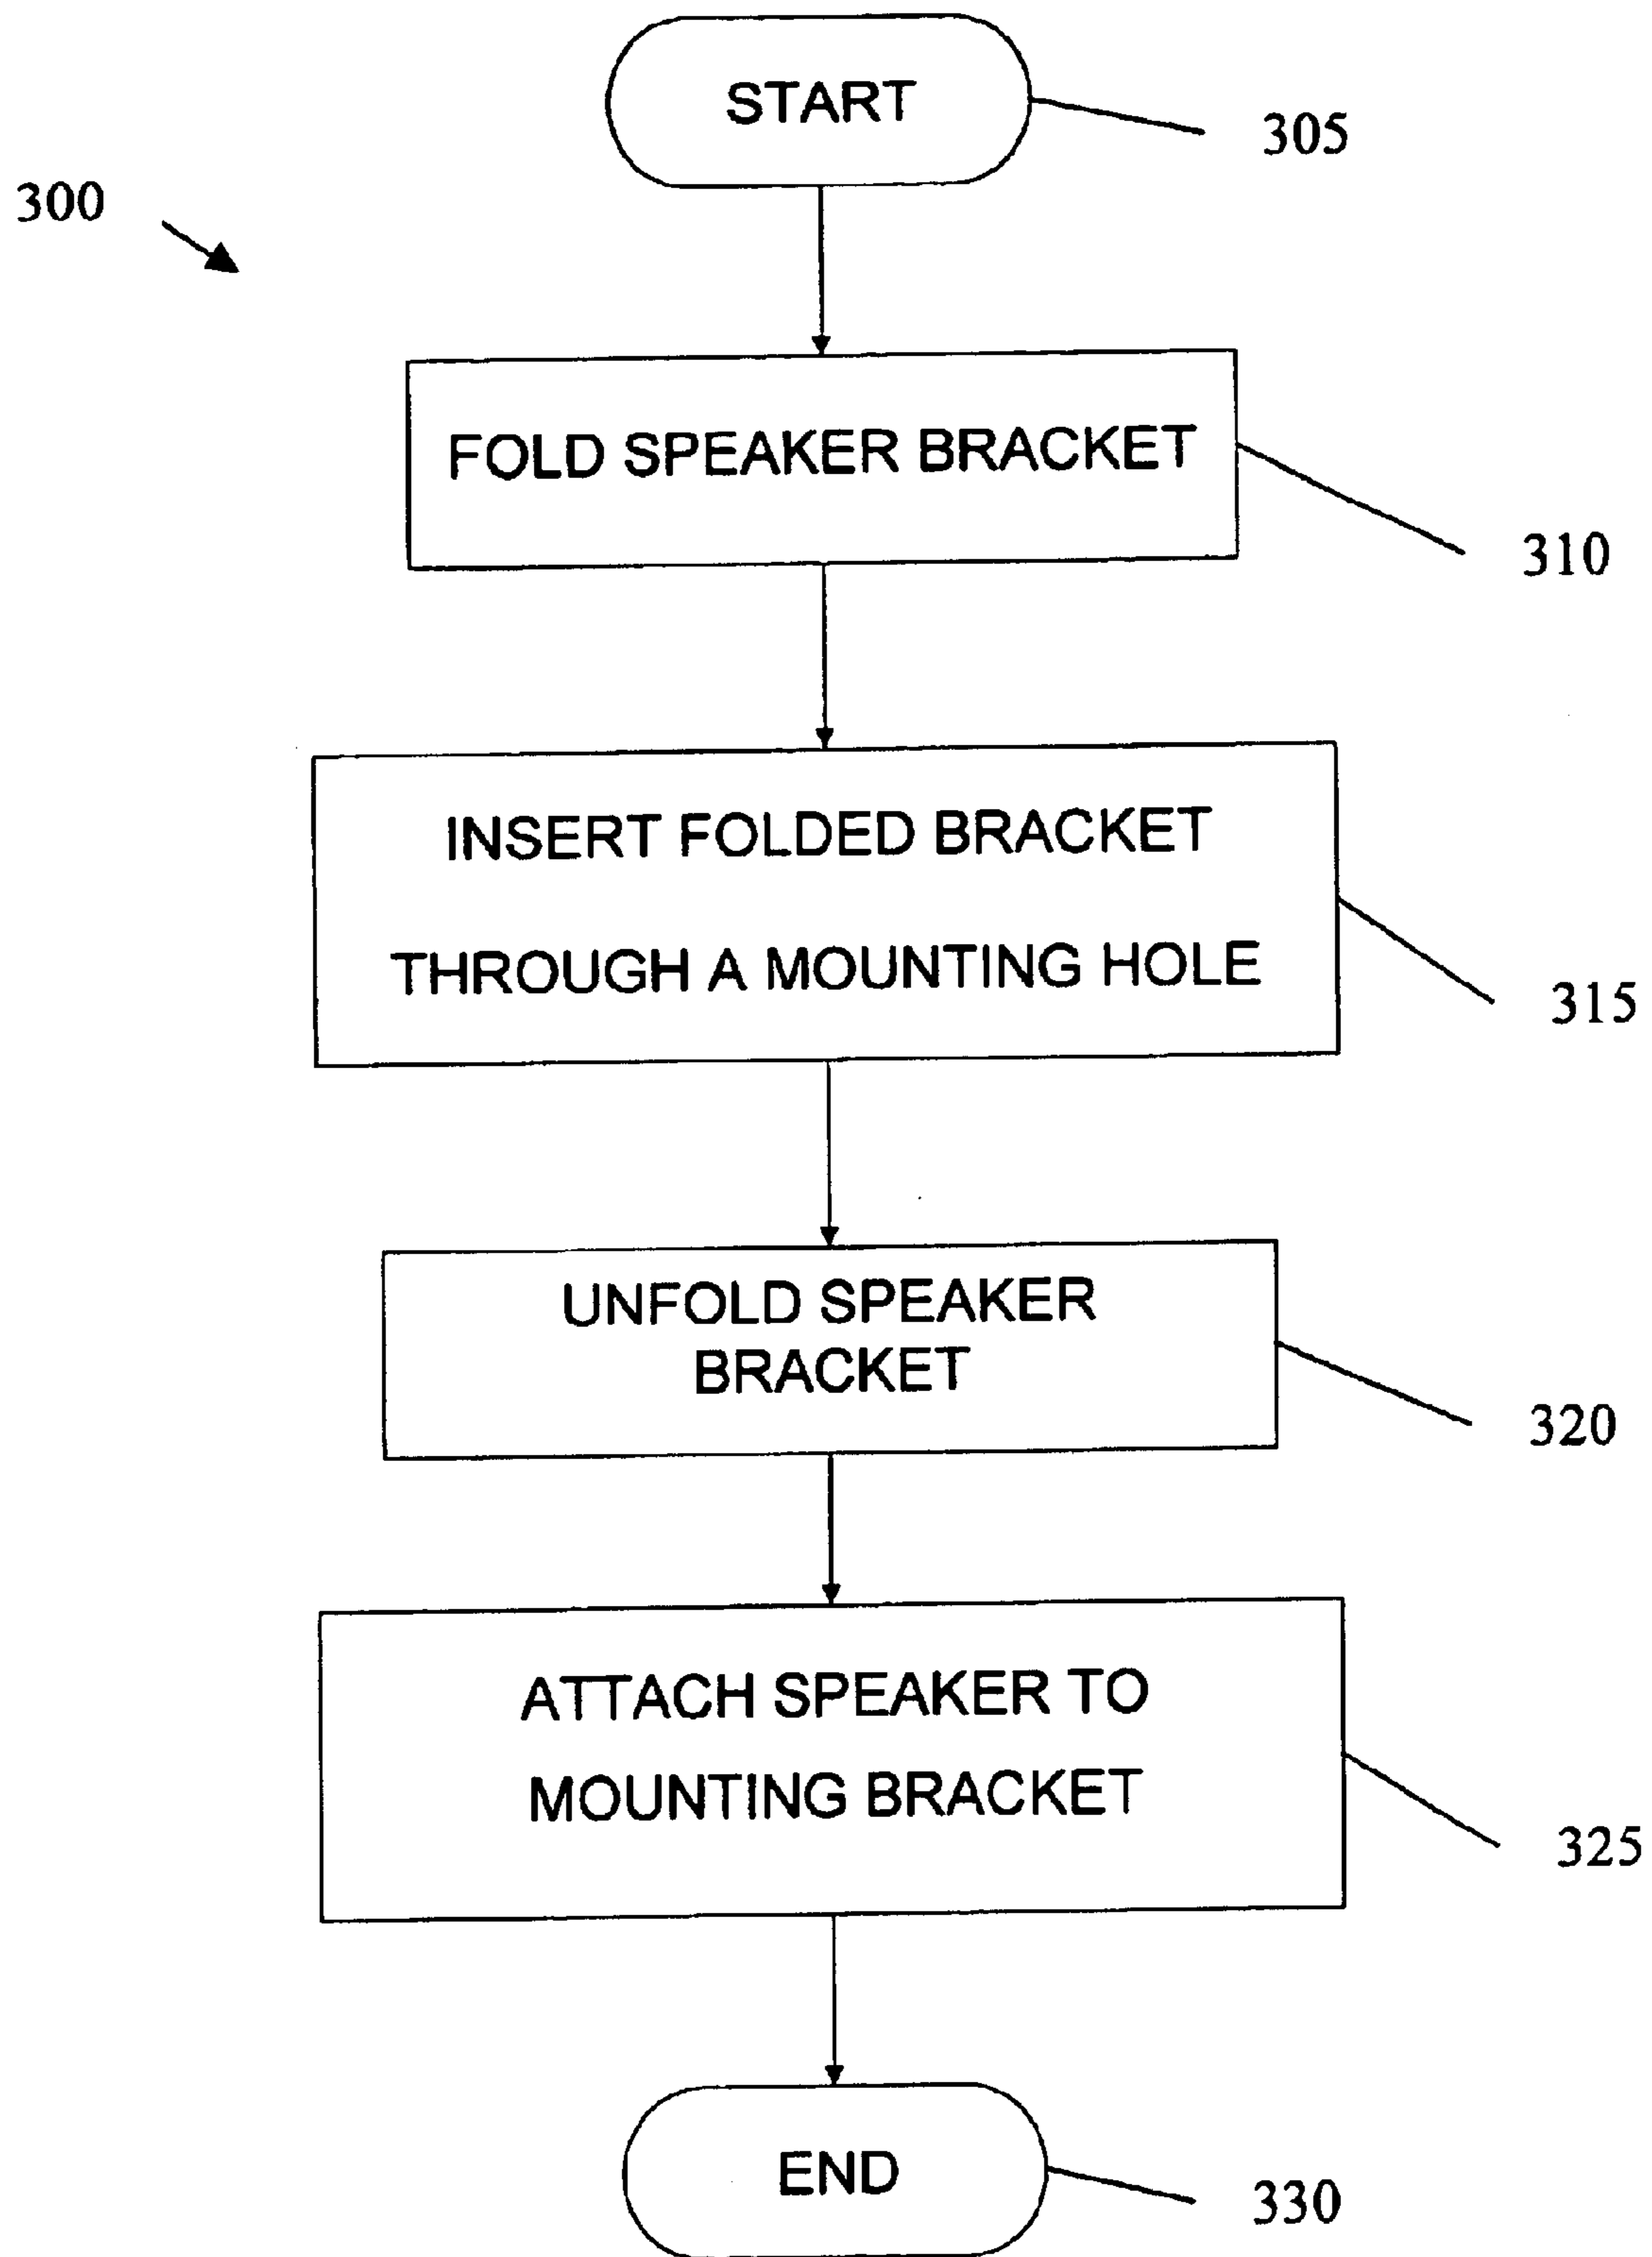 START
305
300
FOLD SPEAKER BRACKET
310
INSERT FOLDED BRACKET
THROUGH A MOUNTING HOLE
315
UNFOLD SPEAKER
BRACKET
320
ATTACH SPEAKER TO
MOUNTING BRACKET
325
END
330